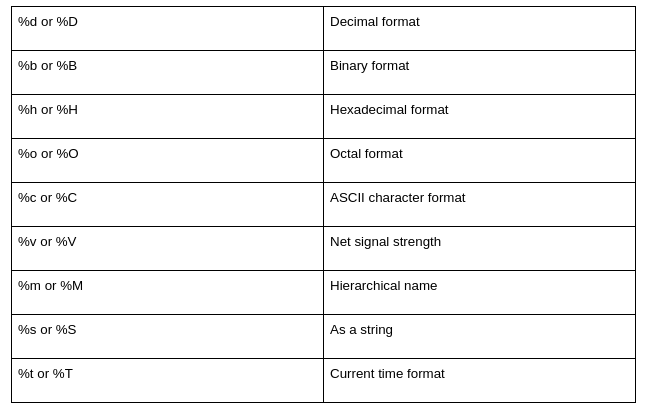 %d or %D Decimal format
%b or %B Binary format
%h or %H Hexadecimal format
%o or %O Octal format
%c or %C ASCII character format
%v or %V Net signal strength
%m or %M Hierarchical name
%s or %S As a string
%t or %T Current time format